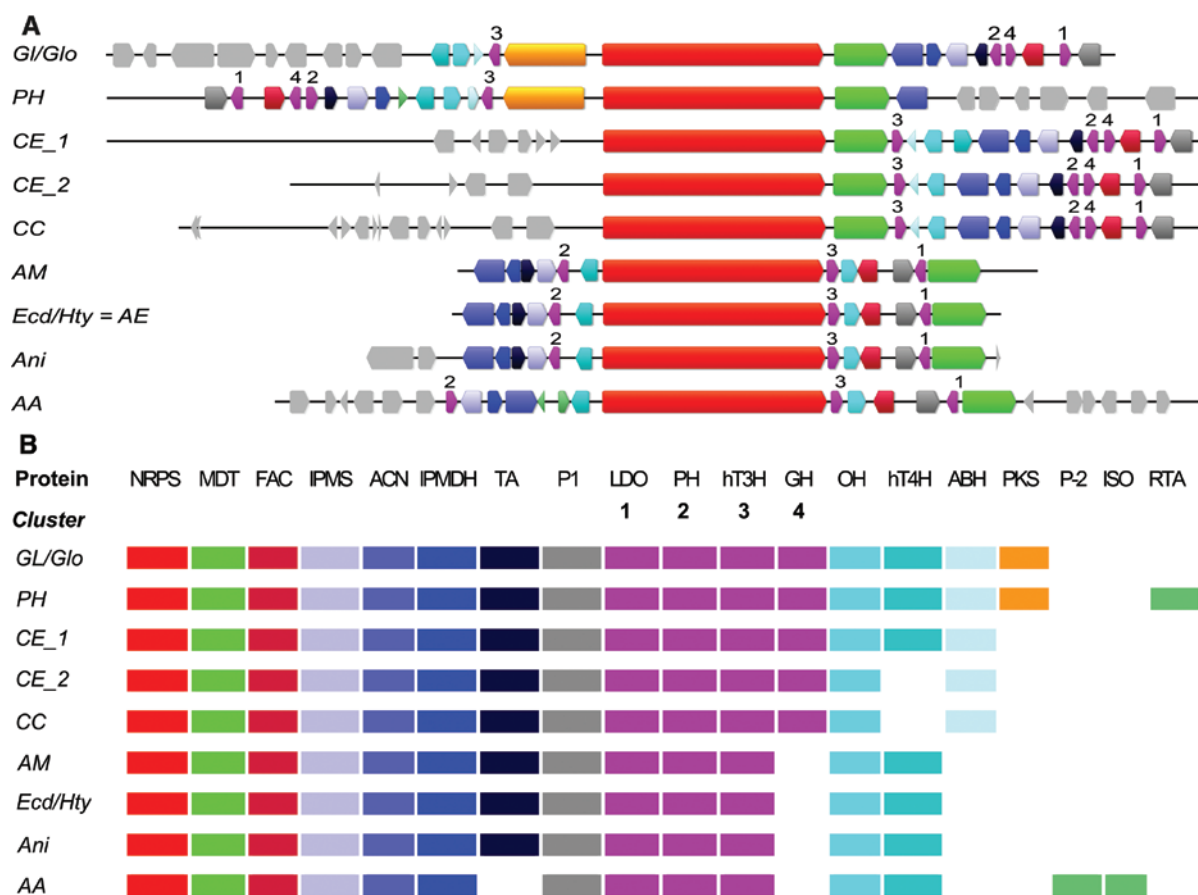 A
3 2 4 1
GI/Glo
1 4 2 3
PH
3 2 4 1
CE_1
3 2 4 1
CE_2
3 2 4 1
CC
2 3 1
AM
2 3 1
Ecd/Hty = AE
2 3 1
Ani
2 3 1
AA
B
Protein NRPS MDT FAC IPMS ACN IPMDH TA P1 LDO PH hT3H GH OH hT4H ABH PKS P-2 ISO RTA
Cluster 1 2 3 4
GL/Glo
PH
CE_1
CE_2
CC
AM
Ecd/Hty
Ani
AA